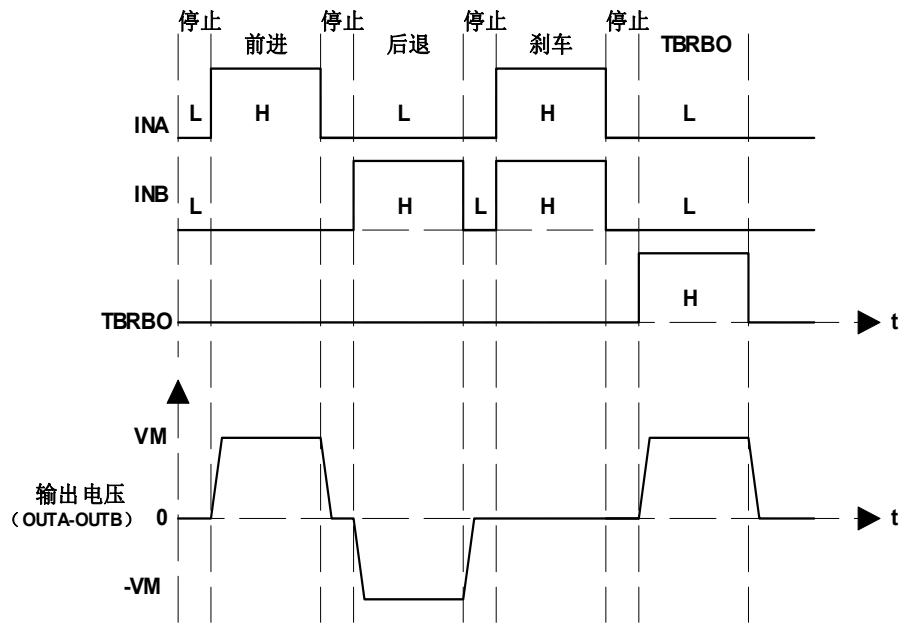 停止 停止 停止 停止
前进 后退 刹车 TBRBO
L H L H L
INA
INB
L H L H L
H
TBRBO t
VM
输出电压
（OUTA-OUTB） 0 t
-VM